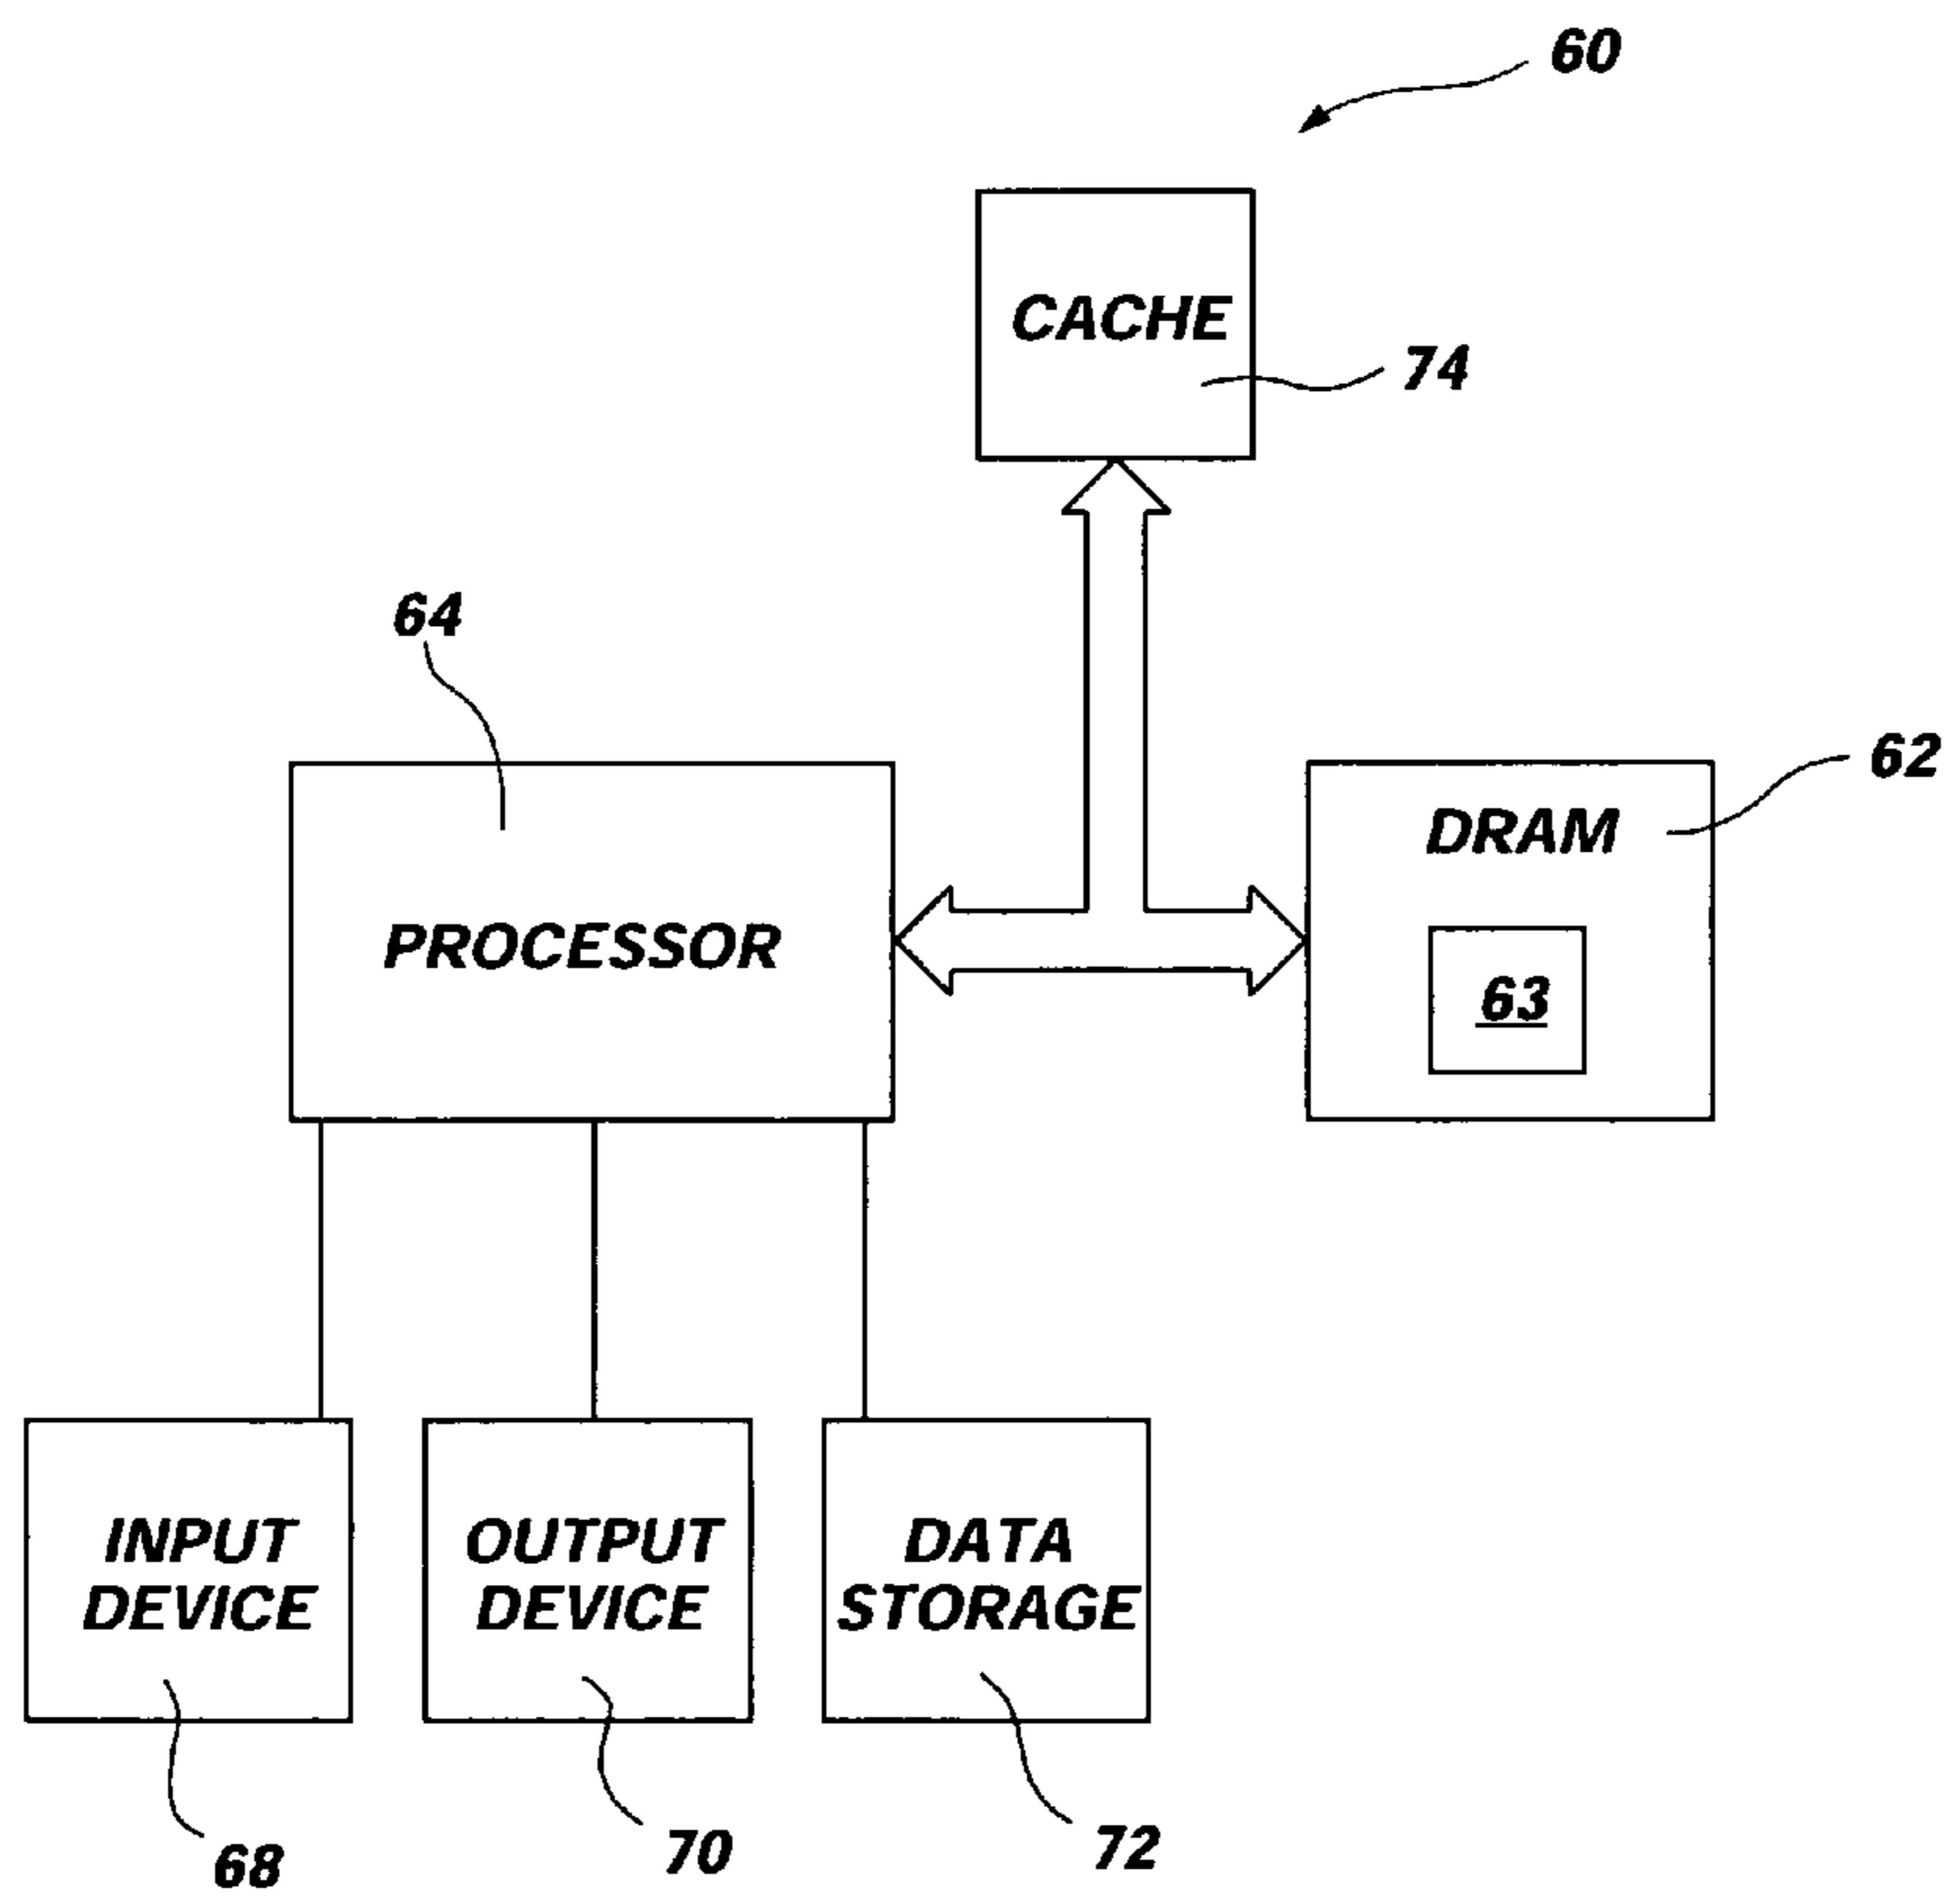 60
CACHE
74
64
62
DRAM
PROCESSOR
63
INPUT
DEVICE
OUTPUT
DEVICE
DATA
STORAGE
68
70
72